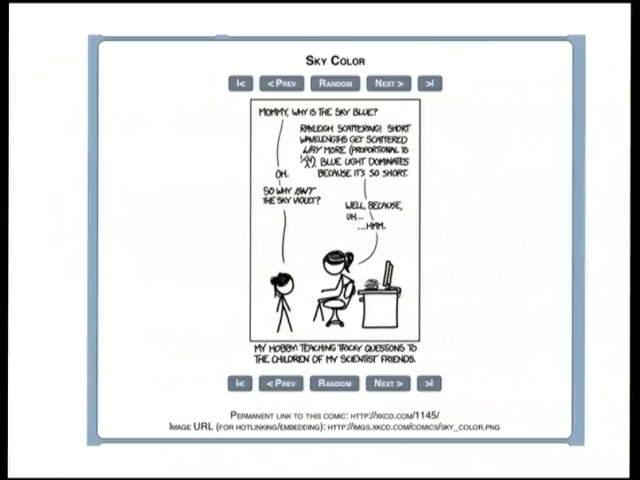 Sky Color
|< < Prev Random Next > >|
MOMMY, WHY IS THE SKY BLUE?
RAYLEIGH SCATTERING! SHORT
WAVELENGTHS GET SCATTERED
WAY MORE (PROPORTIONAL TO
1/λ⁴). BLUE LIGHT DOMINATES
BECAUSE IT'S SO SHORT.
OH.
SO WHY ISN'T
THE SKY VIOLET?
WELL, BECAUSE,
UH...
...HMM.
MY HOBBY: TEACHING TRICKY QUESTIONS TO
THE CHILDREN OF MY SCIENTIST FRIENDS.
|< < Prev Random Next > >|
Permanent link to this comic: http://xkcd.com/1145/
Image URL (for hotlinking/embedding): http://imgs.xkcd.com/comics/sky_color.png